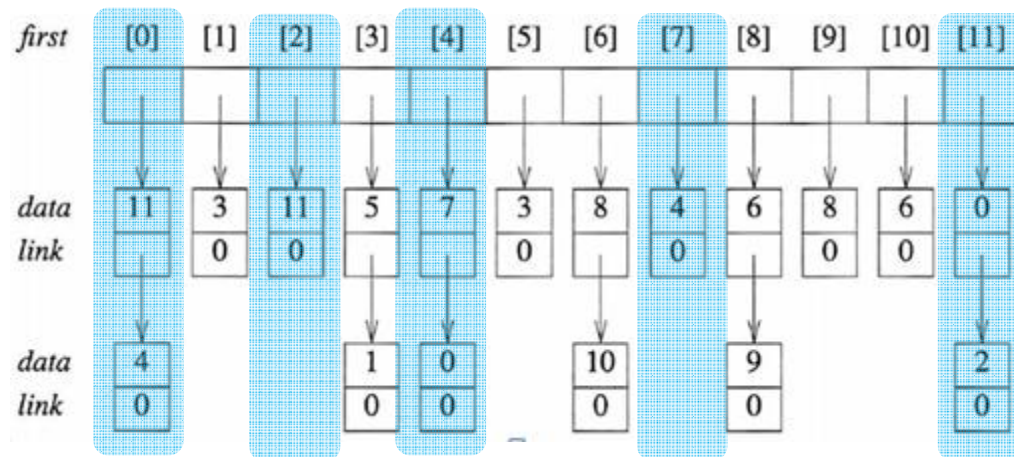 first [0] [1] [2] [3] [4] [5] [6] [7] [8] [9] [10] [11]
data 11 3 11 5 7 3 8 4 6 8 6 0
link 0 0 0 0 0 0
data 4 1 0 10 9 2
link 0 0 0 0 0 0